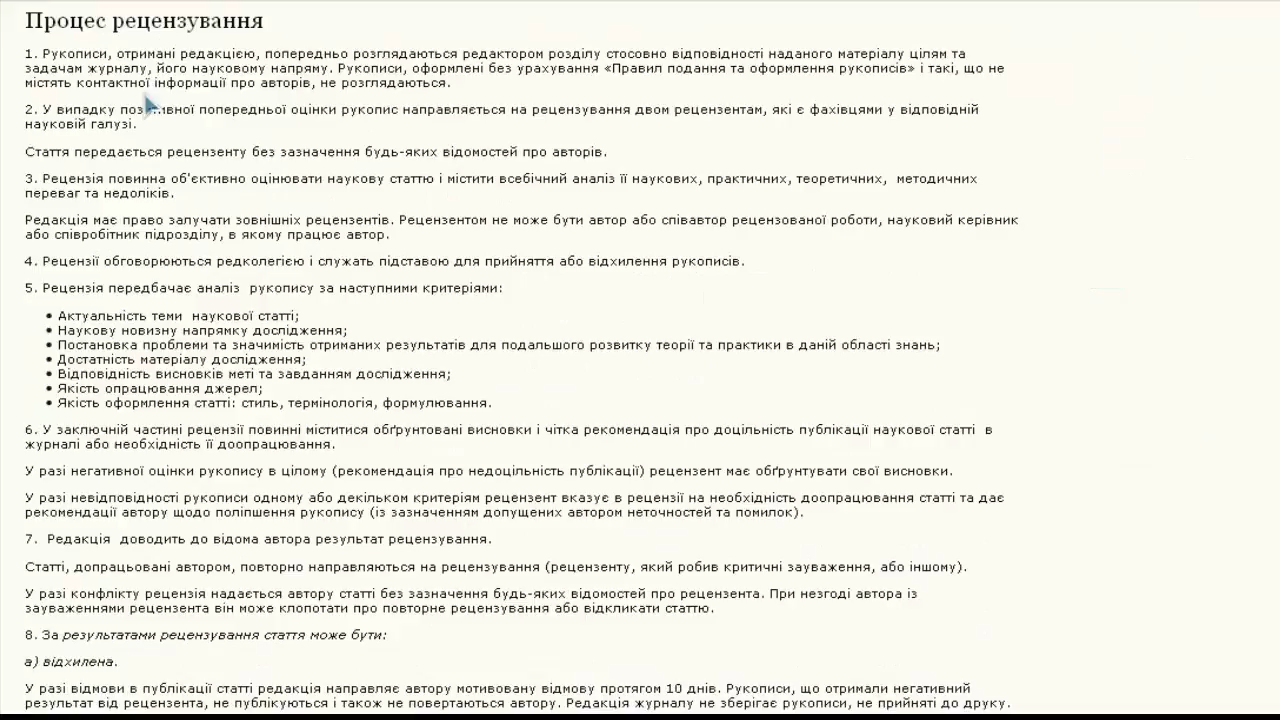 Процес рецензування
1. Рукописи, отримані редакцією, попередньо розглядаються редактором розділу стосовно відповідності наданого матеріалу цілям та
задачам журналу, його науковому напряму. Рукописи, оформлені без урахування «Правил подання та оформлення рукописів» і такі, що не
містять контактної інформації про авторів, не розглядаються.
2. У випадку попередньої оцінки рукопис направляється на рецензування двом рецензентам, які є фахівцями у відповідній
науковій галузі.
Стаття передається рецензенту без зазначення будь-яких відомостей про авторів.
3. Рецензія повинна об'єктивно оцінювати наукову статтю і містити всебічний аналіз її наукових, практичних, теоретичних, методичних
переваг та недоліків.
Редакція має право залучати зовнішніх рецензентів. Рецензентом не може бути автор або співавтор рецензованої роботи, науковий керівник
або співробітник підрозділу, в якому працює автор.
4. Рецензії обговорюються редколегією і служать підставою для прийняття або відхилення рукописів.
5. Рецензія передбачає аналіз рукопису за наступними критеріями:
• Актуальність теми наукової статті;
• Наукову новизну напрямку дослідження;
• Постановка проблеми та значимість отриманих результатів для подальшого розвитку теорії та практики в даній області знань;
• Достатність матеріалу дослідження;
• Відповідність висновків меті та завданням дослідження;
• Якість опрацювання джерел;
• Якість оформлення статті: стиль, термінологія, формулювання.
6. У заключній частині рецензії повинні міститися обґрунтовані висновки і чітка рекомендація про доцільність публікації наукової статті в
журналі або необхідність її доопрацювання.
У разі негативної оцінки рукопису в цілому (рекомендація про недоцільність публікації) рецензент має обґрунтувати свої висновки.
У разі невідповідності рукописи одному або декільком критеріям рецензент вказує в рецензії на необхідність доопрацювання статті та дає
рекомендації автору щодо поліпшення рукопису (із зазначенням допущених автором неточностей та помилок).
7. Редакція доводить до відома автора результат рецензування.
Статті, допрацьовані автором, повторно направляються на рецензування (рецензенту, який робив критичні зауваження, або іншому).
У разі конфлікту рецензія надається автору статті без зазначення будь-яких відомостей про рецензента. При незгоді автора із
зауваженнями рецензента він може клопотати про повторне рецензування або відкликати статтю.
8. За результатами рецензування стаття може бути:
а) відхилена.
У разі відмови в публікації статті редакція направляє автору мотивовану відмову протягом 10 днів. Рукописи, що отримали негативний
результат від рецензента, не публікуються і також не повертаються автору. Редакція журналу не зберігає рукописи, не прийняті до друку.